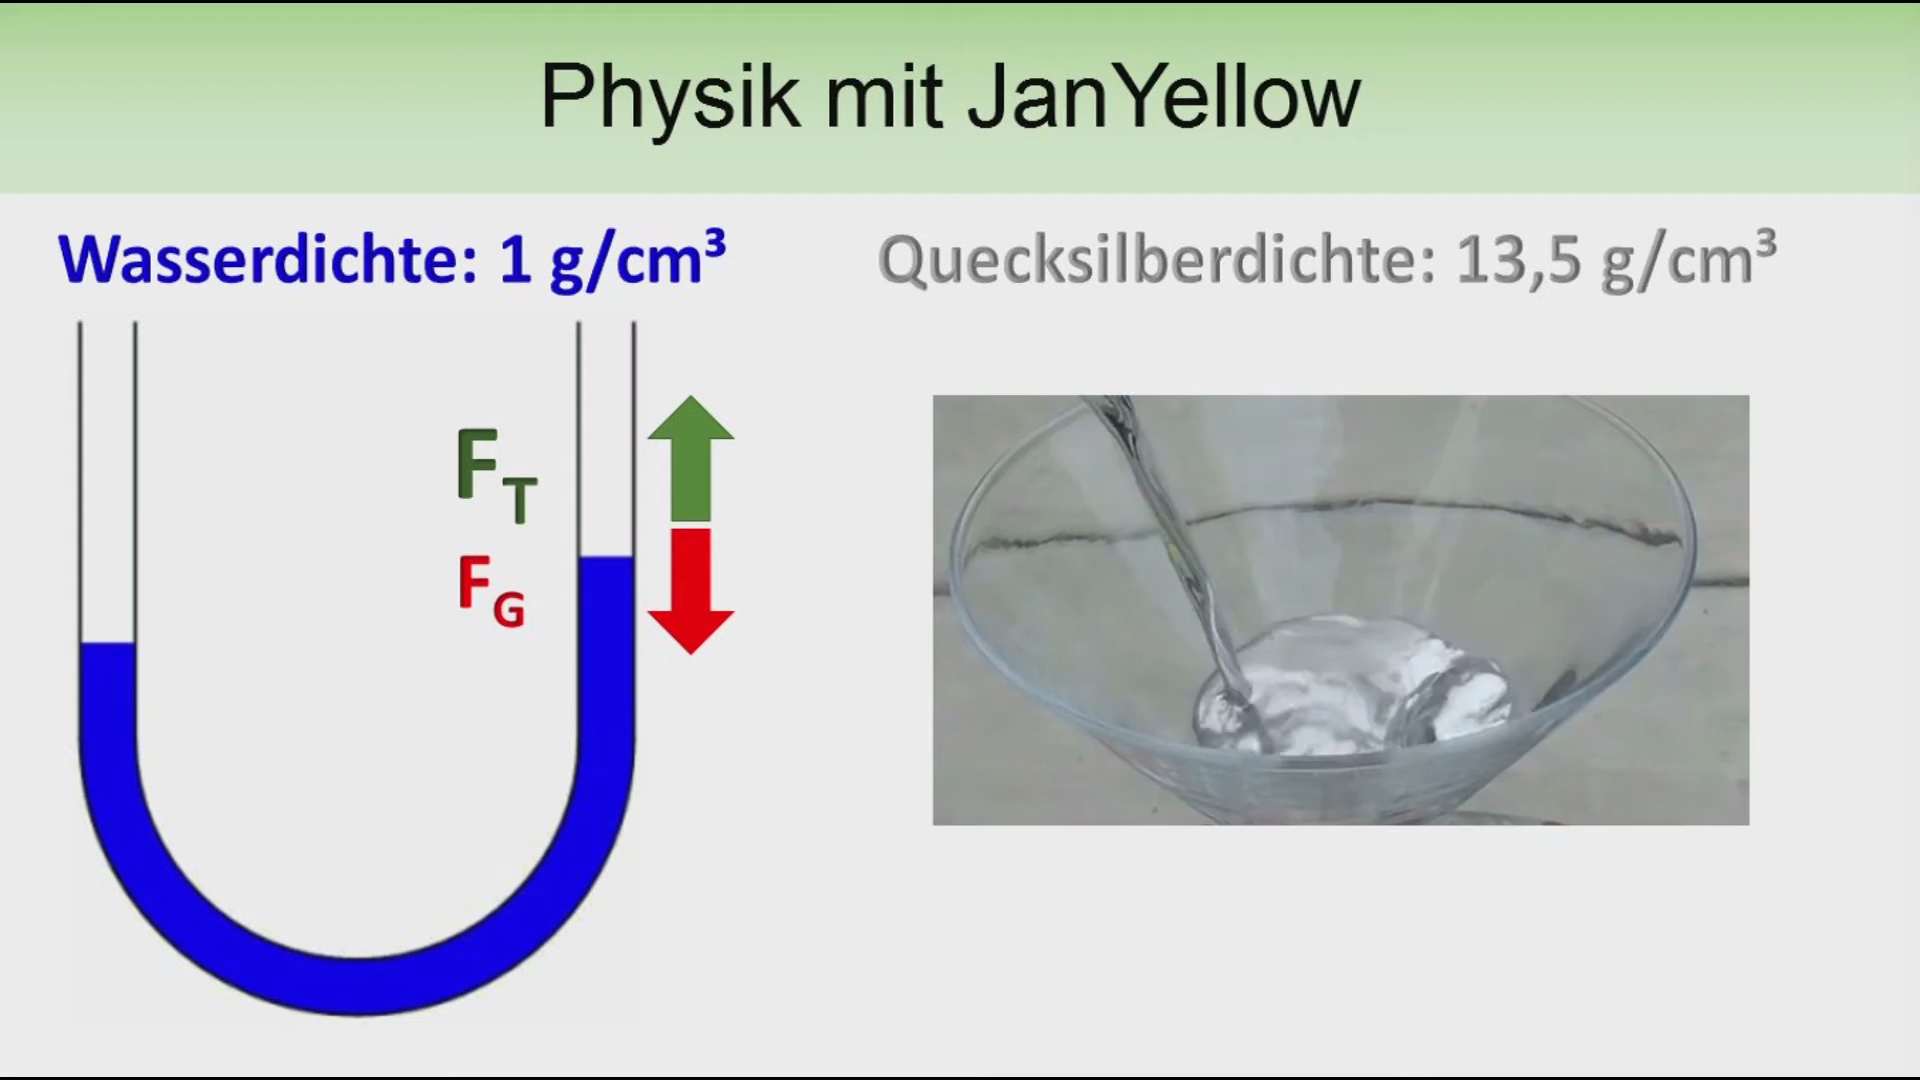 Physik mit JanYellow
Wasserdichte: 1 g/cm³
Quecksilberdichte: 13,5 g/cm³
F_T
F_G